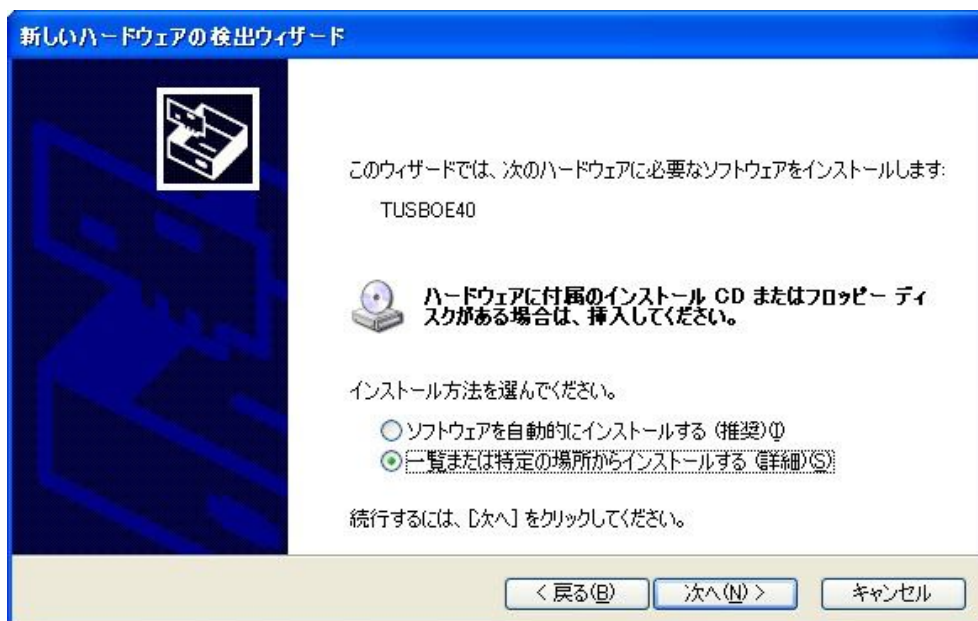 新しいハードウェアの検出ウィザード
このウィザードでは、次のハードウェアに必要なソフトウェアをインストールします:
TUSBOE40
ハードウェアに付属のインストール CD またはフロッピー ディ
スクがある場合は、挿入してください。
インストール方法を選んでください。
ソフトウェアを自動的にインストールする (推奨)(I)
一覧または特定の場所からインストールする (詳細)(S)
続行するには、[次へ] をクリックしてください。
< 戻る(B) 次へ(N) > キャンセル